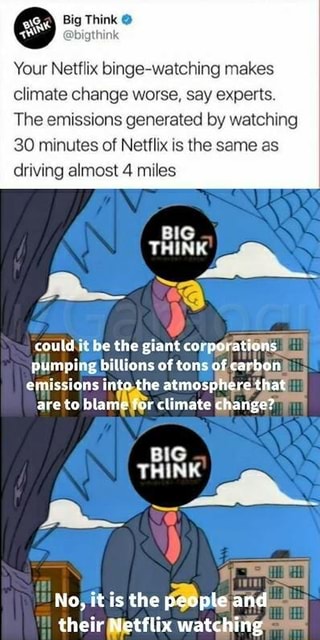 BIG
THINK
Big Think
@bigthink
Your Netflix binge-watching makes
climate change worse, say experts.
The emissions generated by watching
30 minutes of Netflix is the same as
driving almost 4 miles
BIG
THINK
could it be the giant corporations
pumping billions of tons of carbon
emissions into the atmosphere that
are to blame for climate change?
BIG
THINK
No, it is the people and
their Netflix watching